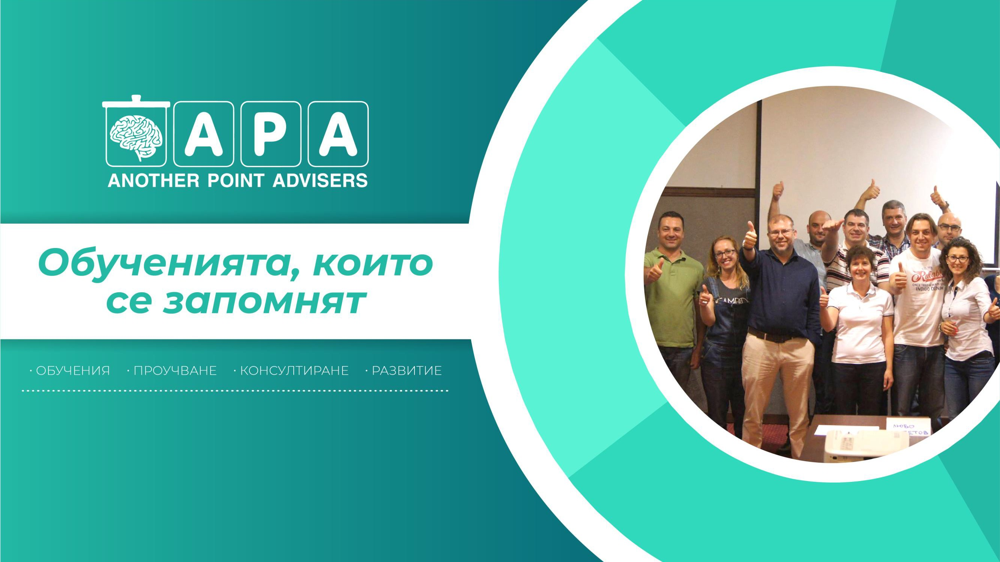 APA
ANOTHER POINT ADVISERS
Обученията, които
се запомнят
· ОБУЧЕНИЯ · ПРОУЧВАНЕ · КОНСУЛТИРАНЕ · РАЗВИТИЕ
INDIGO DENIM
ЛЮБО